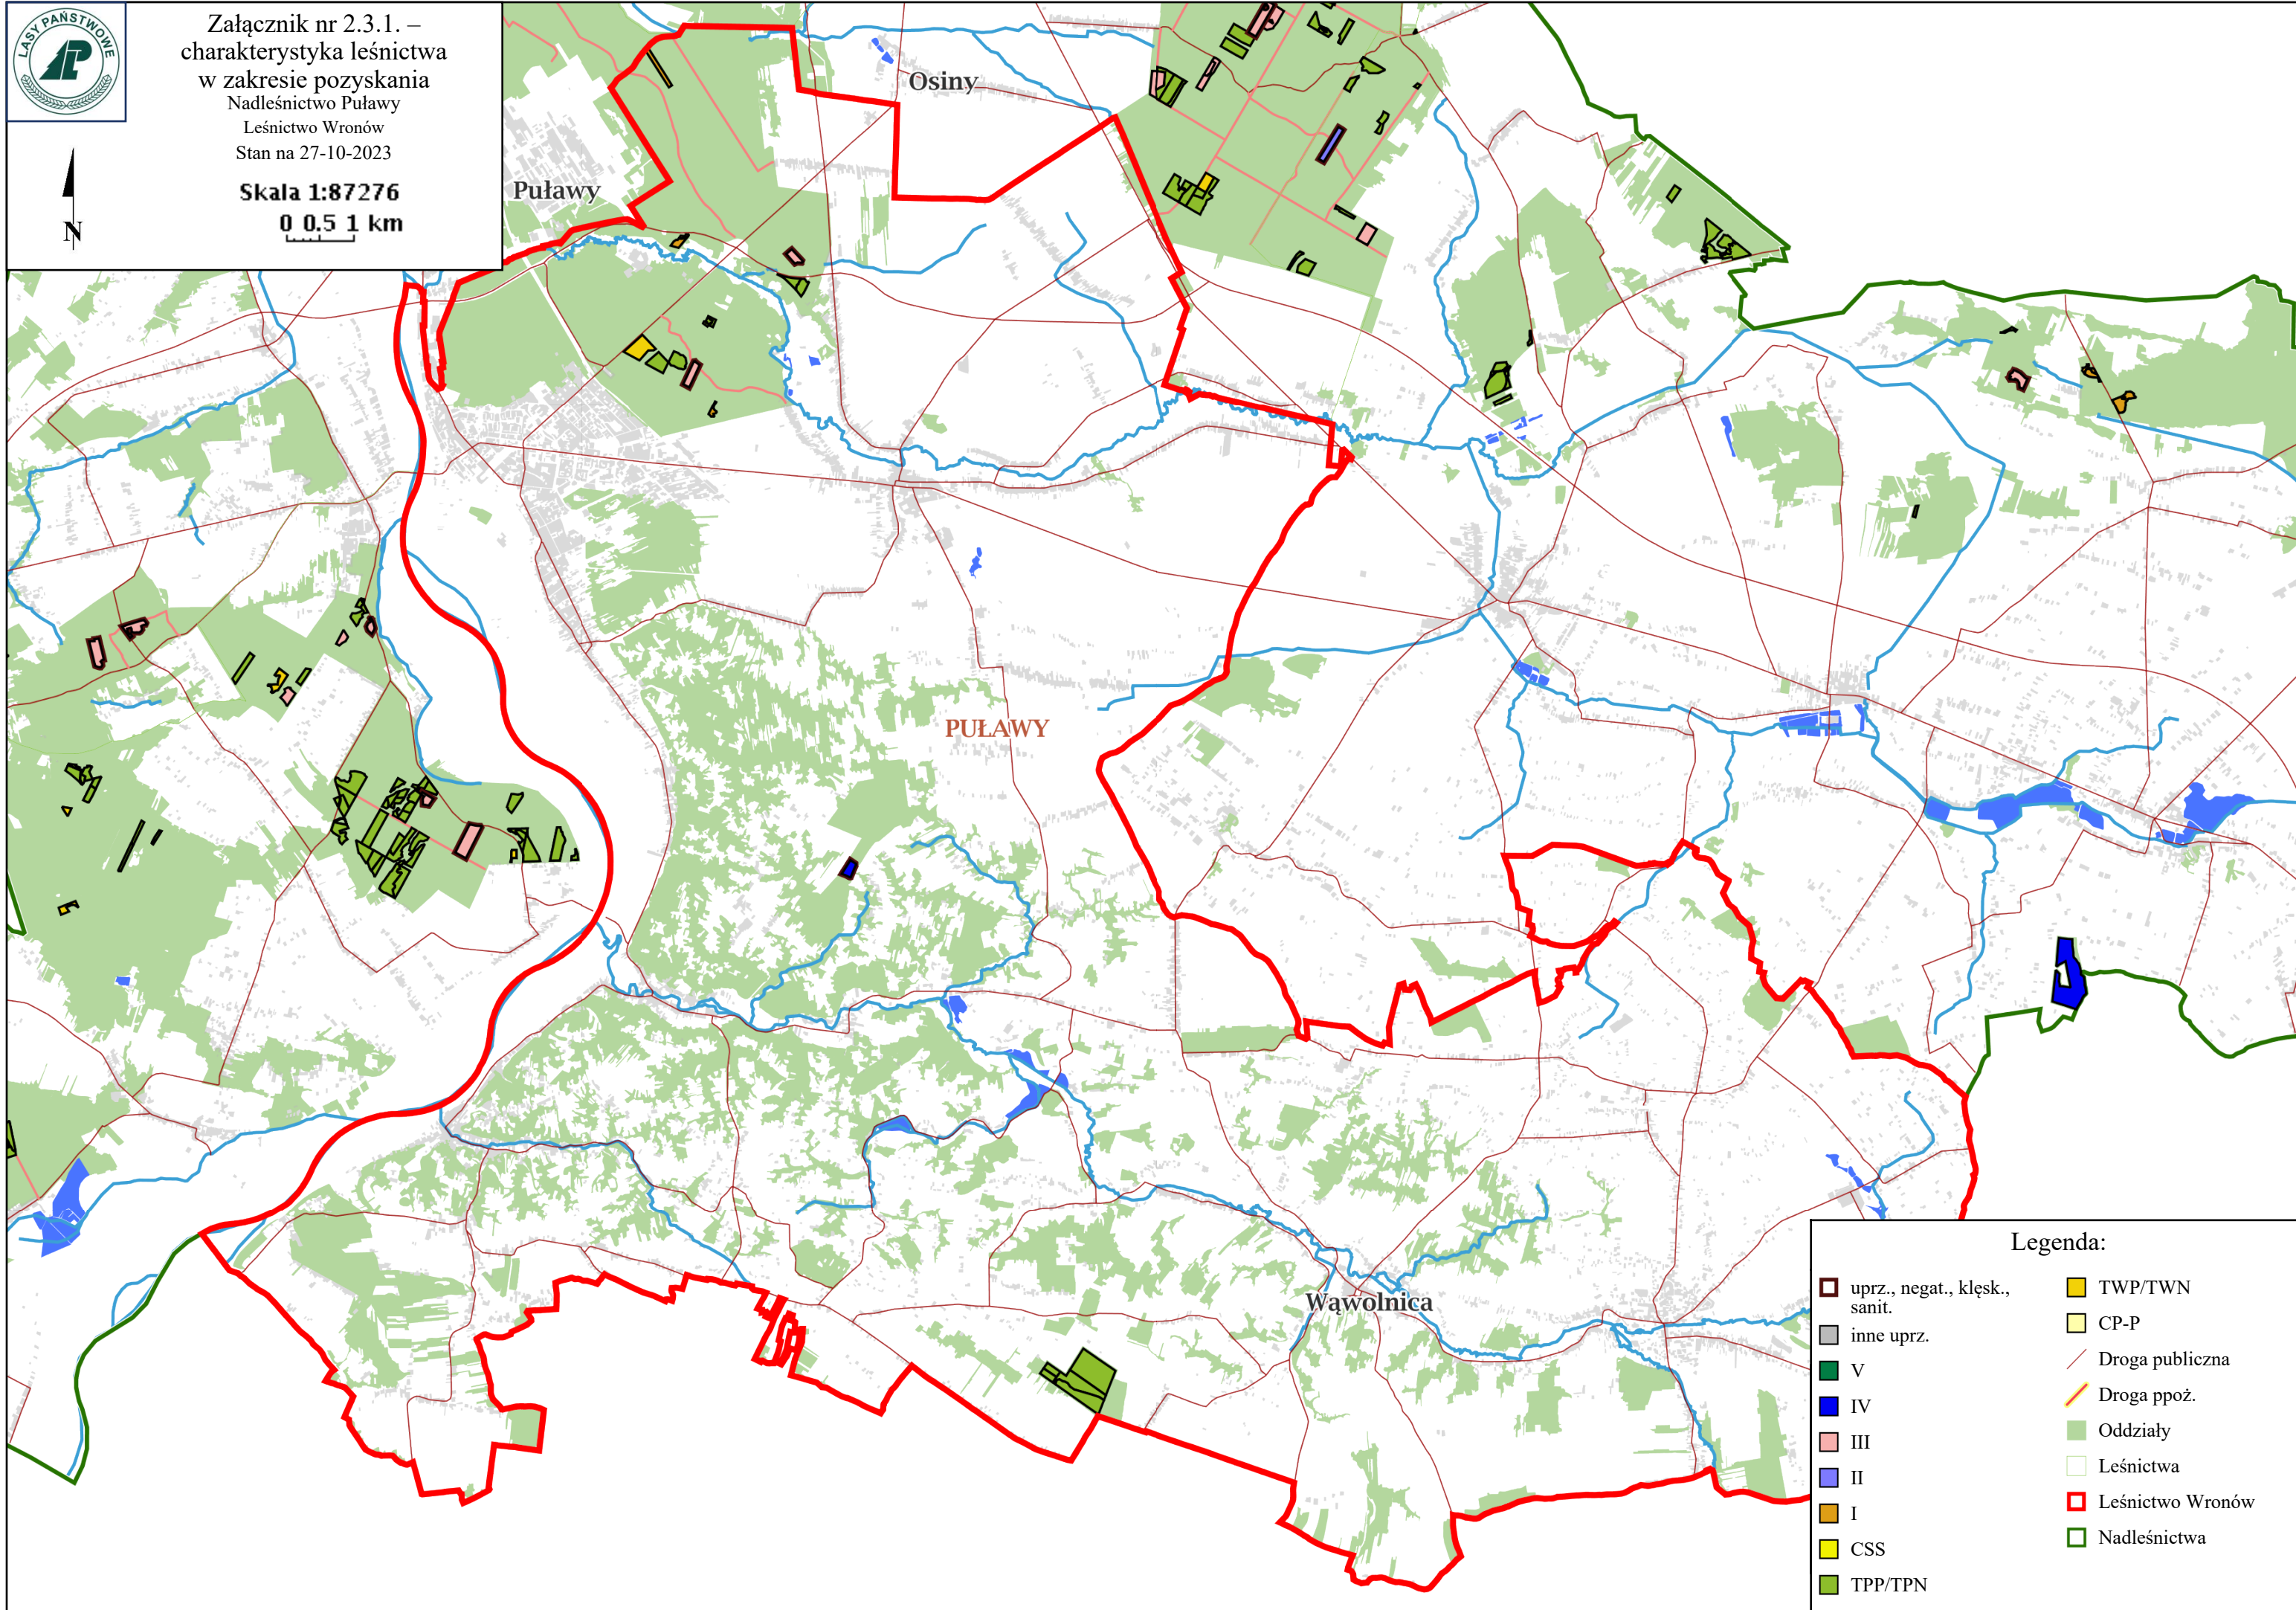 LASY PAŃSTWOWE
Załącznik nr 2.3.1. –
charakterystyka leśnictwa
w zakresie pozyskania
Nadleśnictwo Puławy
Leśnictwo Wronów
Stan na 27-10-2023
Skala 1:87276
0 0.5 1 km
N
Osiny
Puławy
PUŁAWY
Wąwolnica
Legenda:
uprz., negat., klęsk.,
sanit.
inne uprz.
V
IV
III
II
I
CSS
TPP/TPN
TWP/TWN
CP-P
Droga publiczna
Droga ppoż.
Oddziały
Leśnictwa
Leśnictwo Wronów
Nadleśnictwa